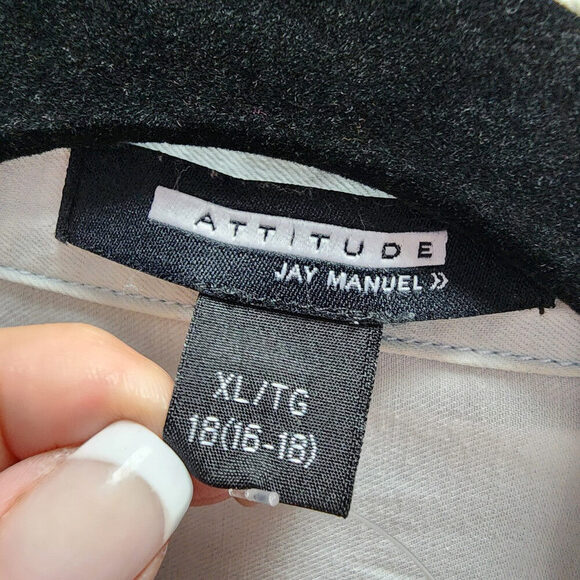 ATTITUDE
JAY MANUEL »
XL/TG
18(16-18)